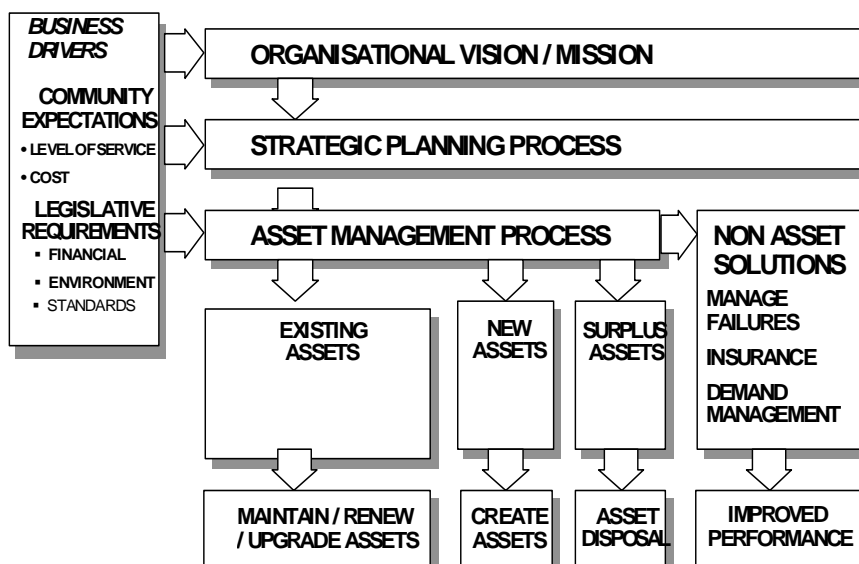 BUSINESS
DRIVERS
COMMUNITY
EXPECTATIONS
• LEVEL OF SERVICE
• COST
LEGISLATIVE
REQUIREMENTS
▪ FINANCIAL
▪ ENVIRONMENT
▪ STANDARDS
ORGANISATIONAL VISION / MISSION
STRATEGIC PLANNING PROCESS
ASSET MANAGEMENT PROCESS
NON ASSET
SOLUTIONS
MANAGE
FAILURES
INSURANCE
DEMAND
MANAGEMENT
EXISTING
ASSETS
NEW
ASSETS
SURPLUS
ASSETS
MAINTAIN / RENEW
/ UPGRADE ASSETS
CREATE
ASSETS
ASSET
DISPOSAL
IMPROVED
PERFORMANCE